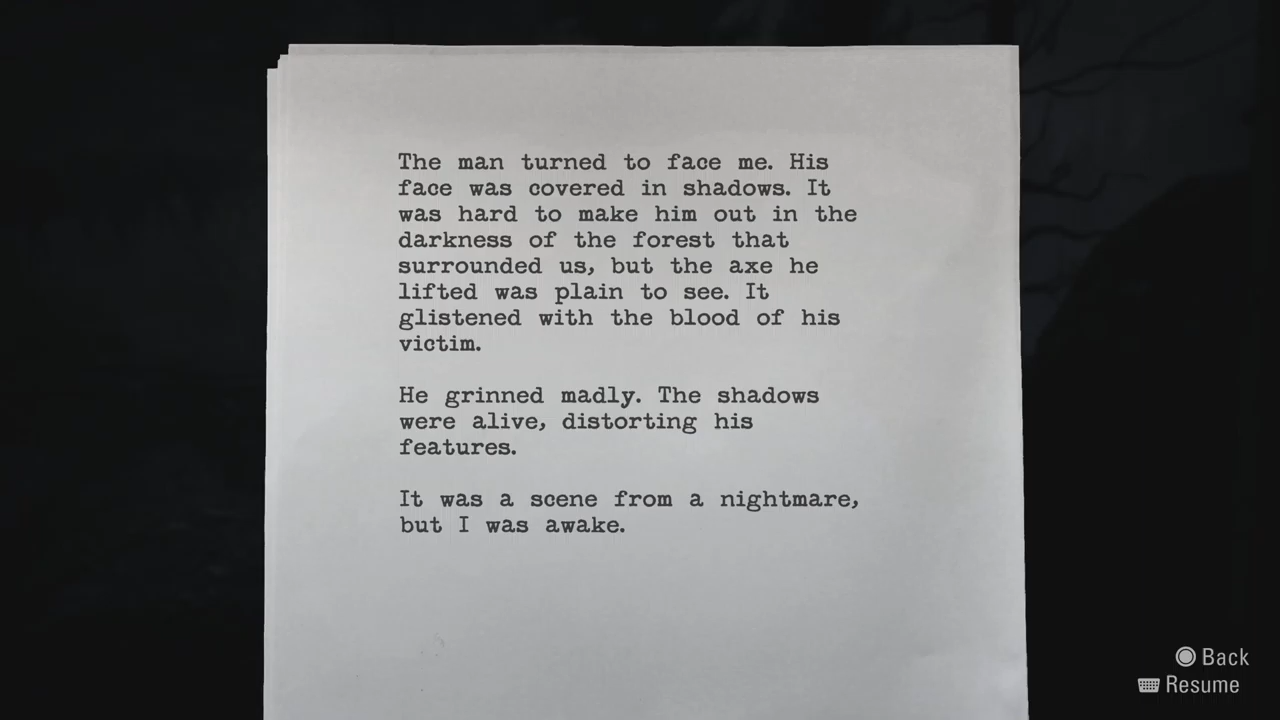 The man turned to face me. His
face was covered in shadows. It
was hard to make him out in the
darkness of the forest that
surrounded us, but the axe he
lifted was plain to see. It
glistened with the blood of his
victim.
He grinned madly. The shadows
were alive, distorting his
features.
It was a scene from a nightmare,
but I was awake.
Back
Resume